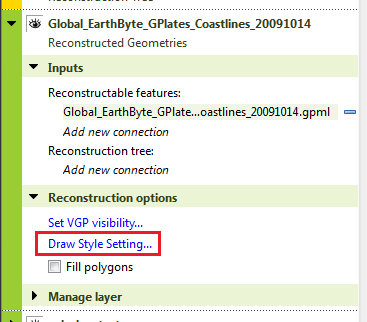 Global_EarthByte_GPlates_Coastlines_20091014
Reconstructed Geometries
Inputs
Reconstructable features:
Global_EarthByte_GPlate...oastlines_20091014.gpml
Add new connection
Reconstruction tree:
Add new connection
Reconstruction options
Set VGP visibility...
Draw Style Setting...
Fill polygons
Manage layer